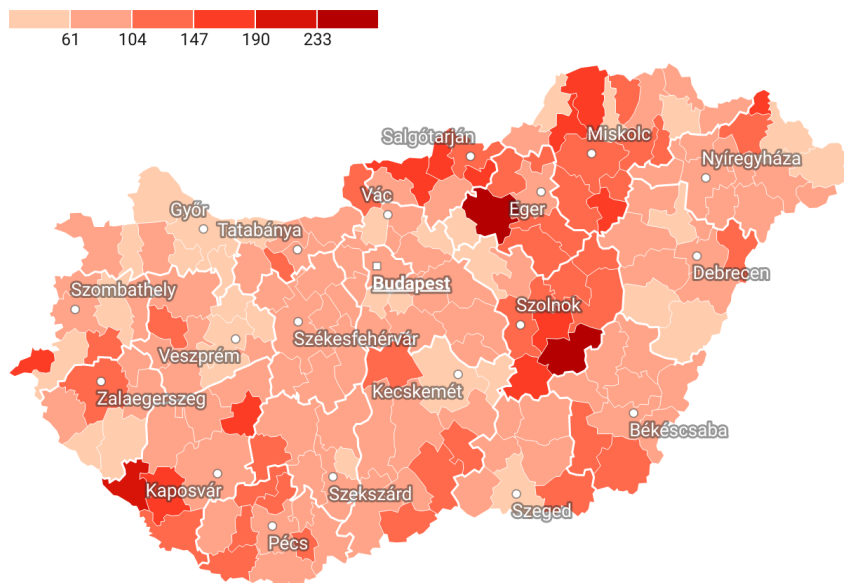 61 104 147 190 233
Salgótarján
Miskolc
Nyíregyháza
Vác
Eger
Győr
Tatabánya
Debrecen
Budapest
Szombathely
Szolnok
Székesfehérvár
Veszprém
Kecskemét
Zalaegerszeg
Békéscsaba
Kaposvár
Szekszárd
Szeged
Pécs